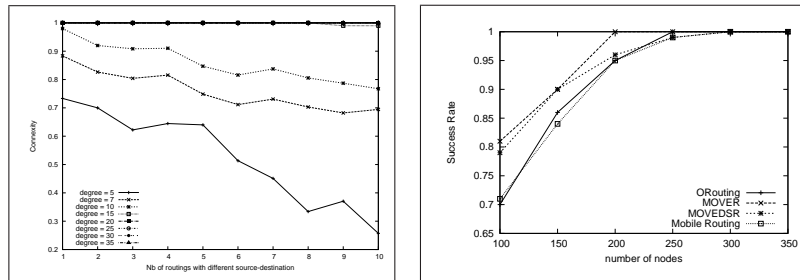 1
0.9
0.8
0.7
0.6
0.5
0.4
0.3
0.2
Connexity
degree = 5
degree = 7
degree = 10
degree = 15
degree = 20
degree = 25
degree = 30
degree = 35
1 2 3 4 5 6 7 8 9 10
Nb of routings with different source-destination
1
0.95
0.9
0.85
0.8
0.75
0.7
0.65
Success Rate
ORouting
MOVER
MOVEDSR
Mobile Routing
100 150 200 250 300 350
number of nodes